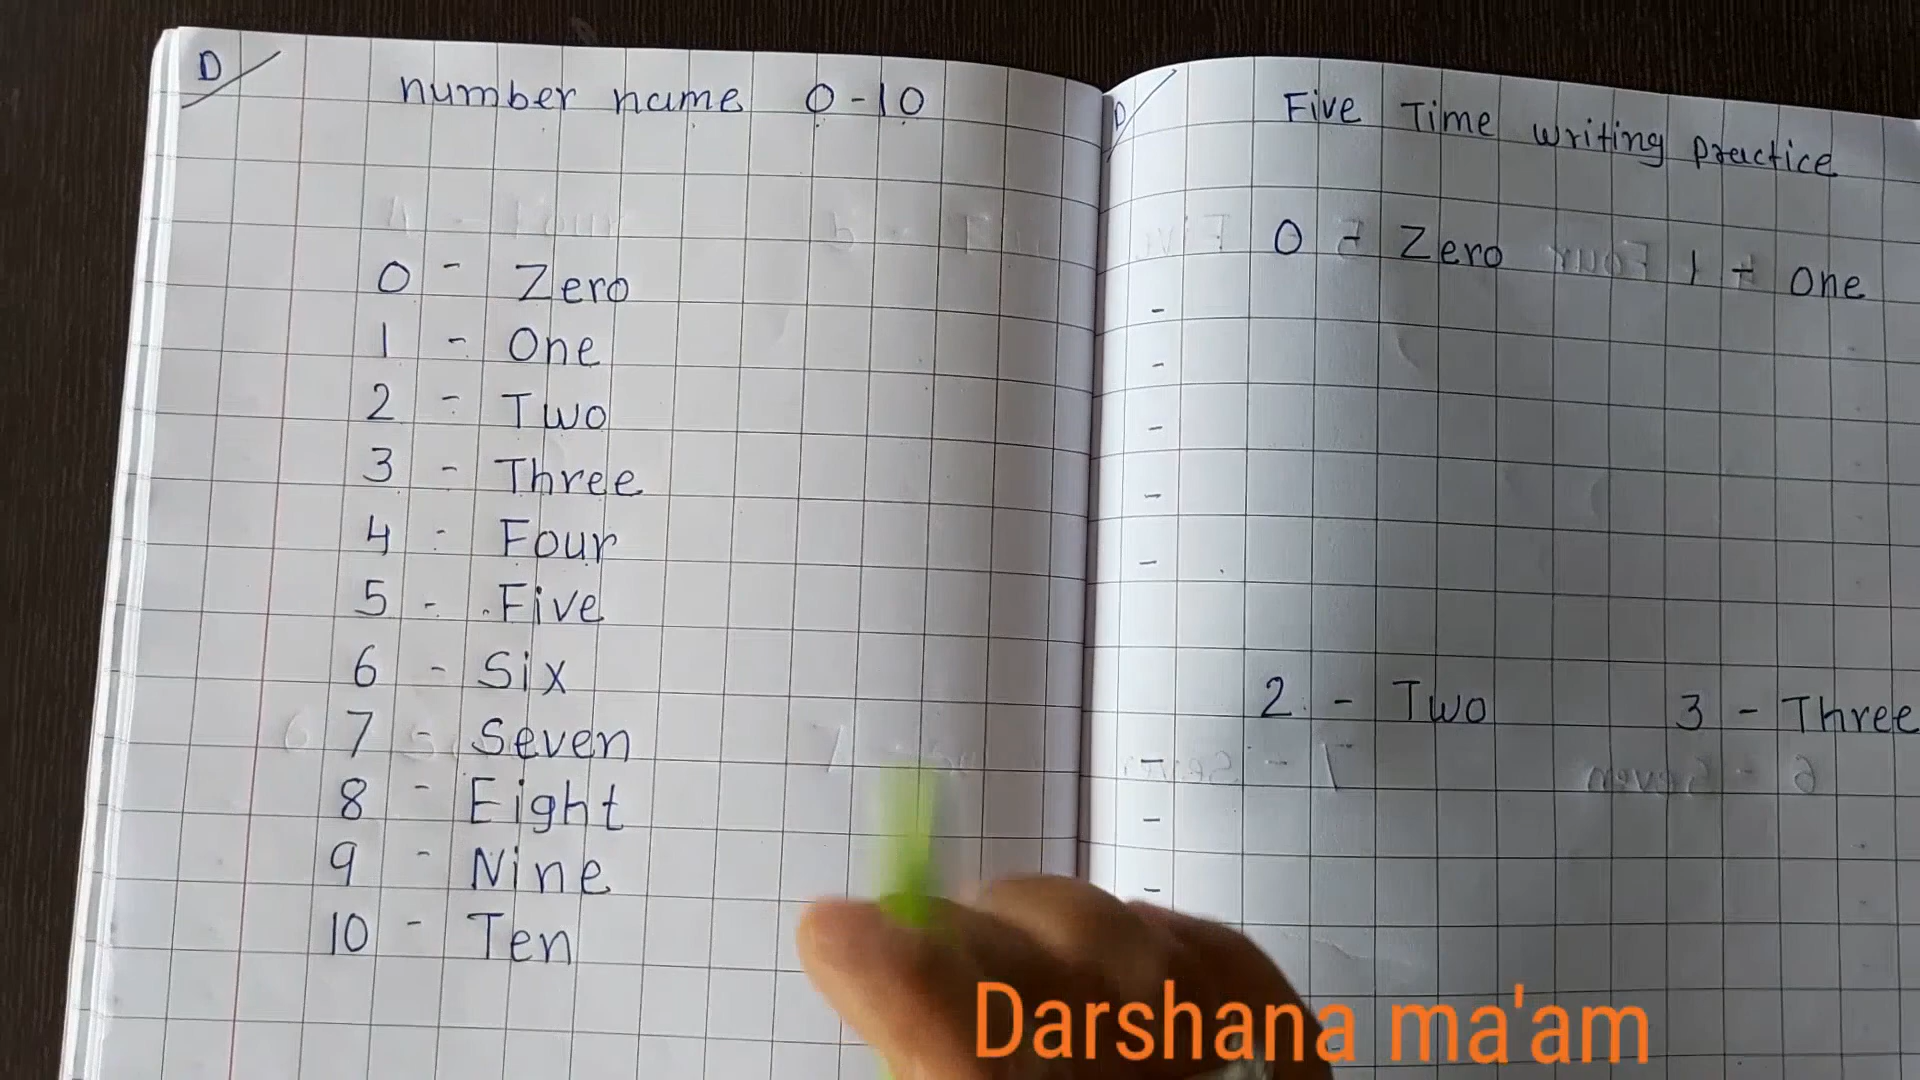 D
number name 0-10
0 - Zero
1 - One
2 - Two
3 - Three
4 - Four
5 - Five
6 - Six
7 - Seven
8 - Eight
9 - Nine
10 - Ten
D
Five Time writing practice
0 - Zero 1 - One
-
-
-
-
-
2 - Two 3 - Three
-
-
-
Darshana ma'am